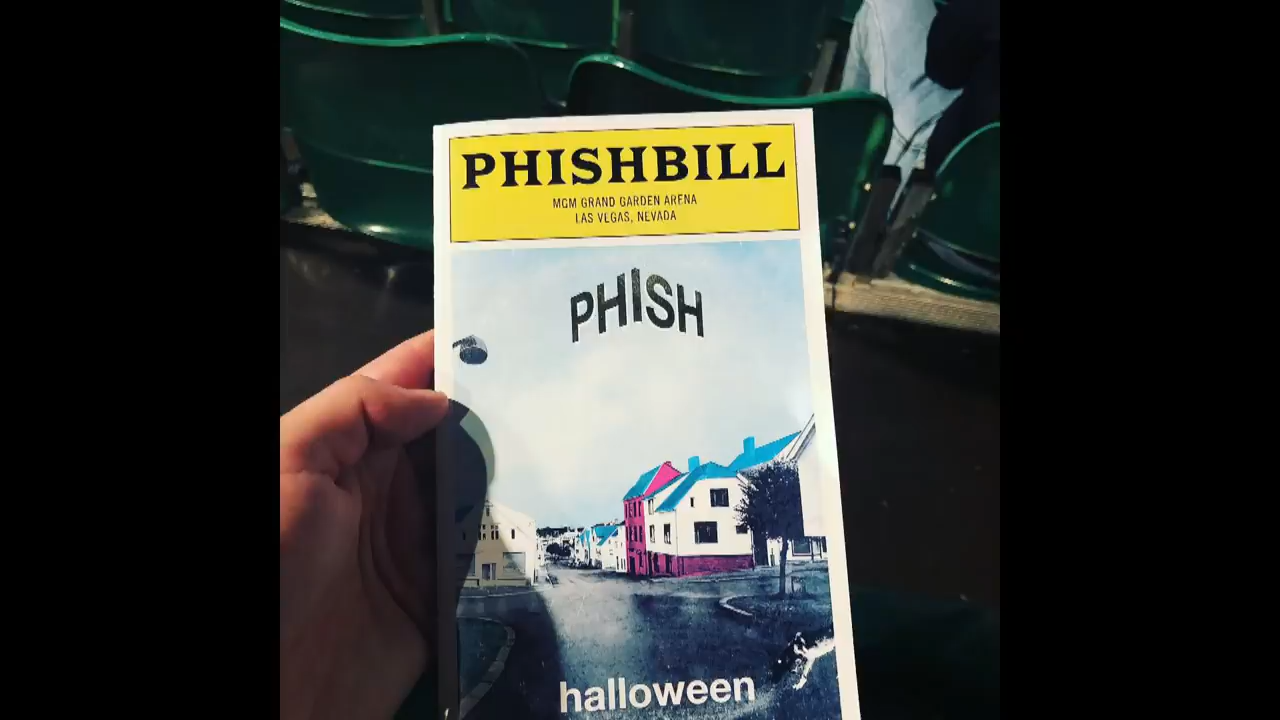 PHISHBILL
MGM GRAND GARDEN ARENA
LAS VEGAS, NEVADA
PHISH
halloween